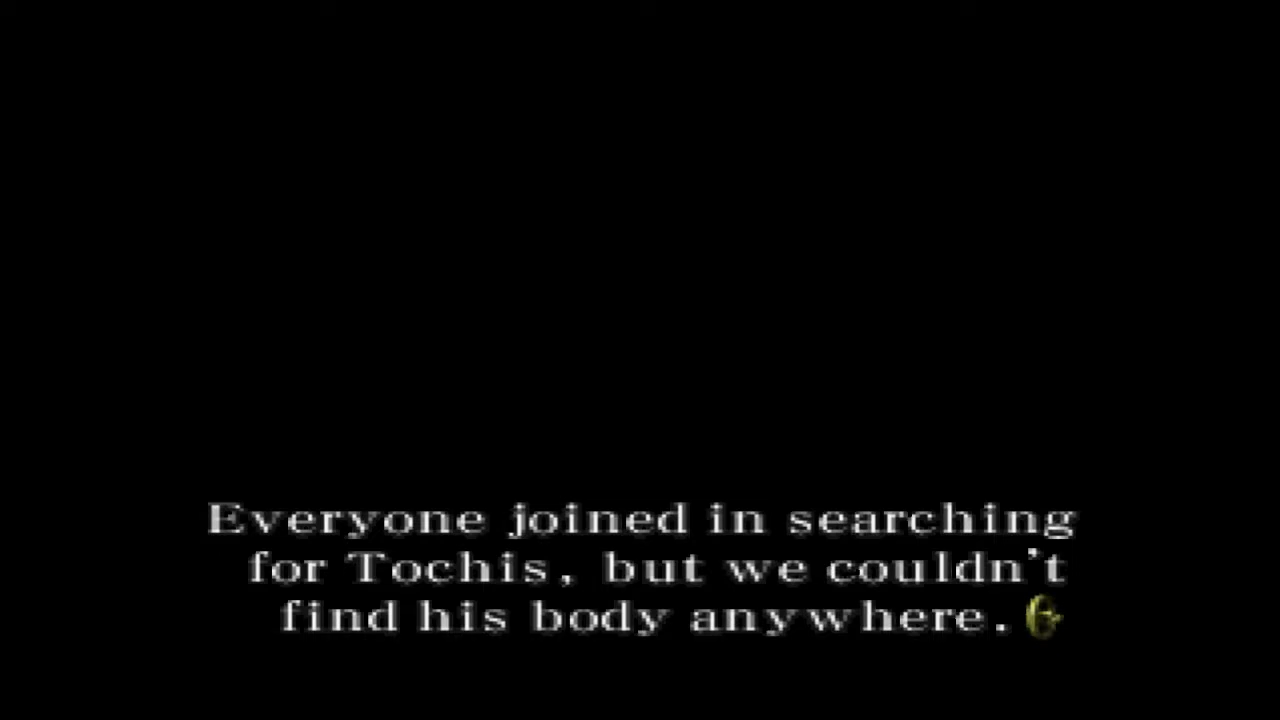 Everyone joined in searching
for Tochis, but we couldn't
find his body anywhere.